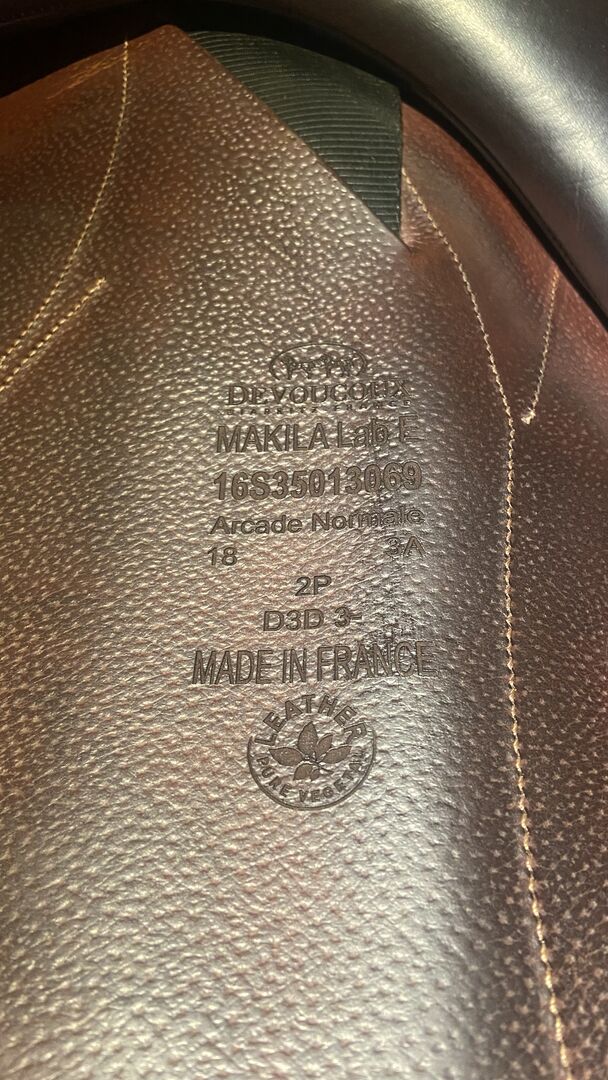 DEVOUCOUX
MAKILA Lab E
16S35013069
Arcade Normale
18 3A
2P
D3D 3-
MADE IN FRANCE
LEATHER
PURE VEGETAL